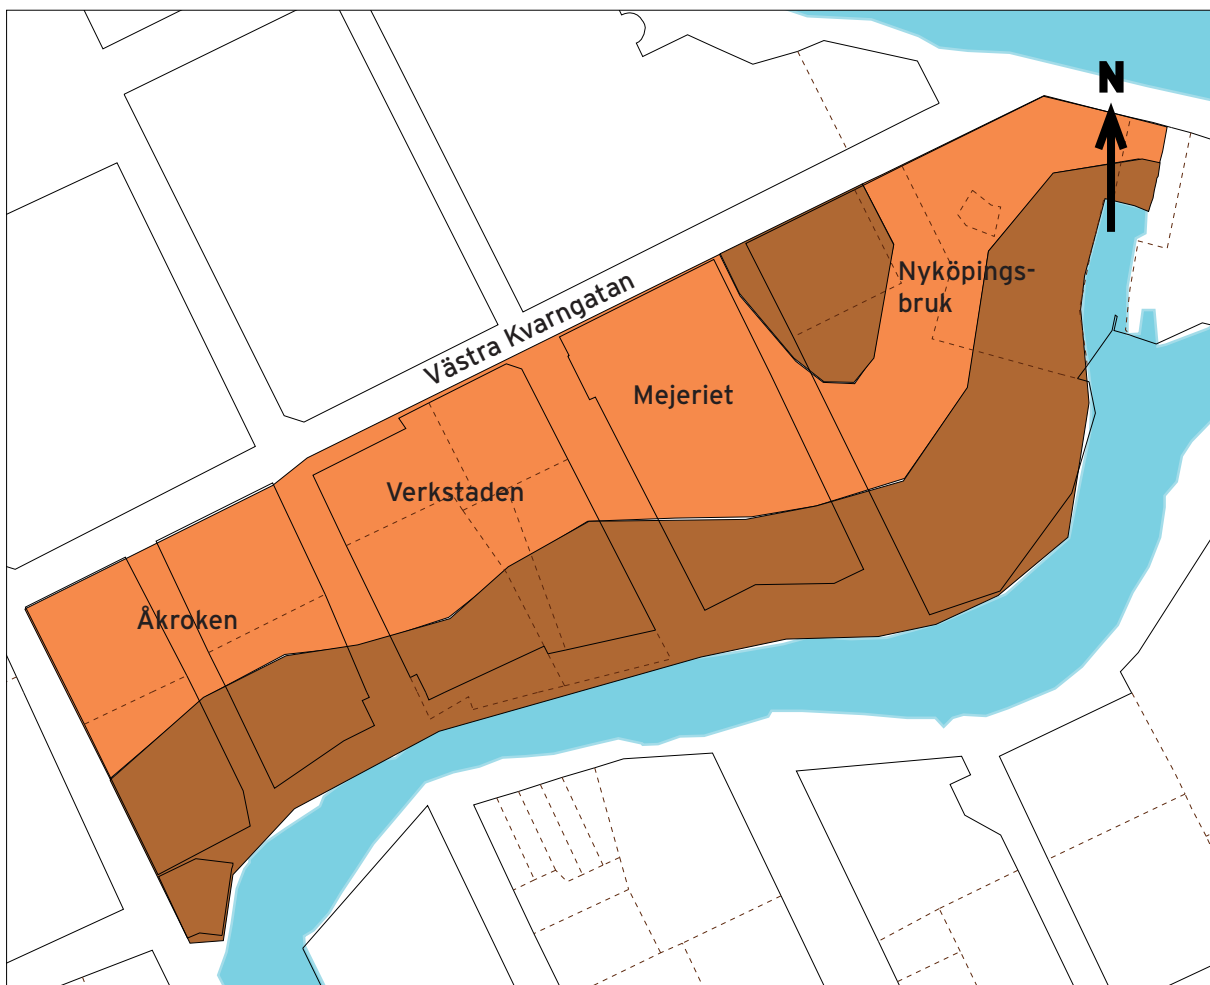 N
Nyköpings-
bruk
Västra Kvarngatan
Mejeriet
Verkstaden
Åkroken